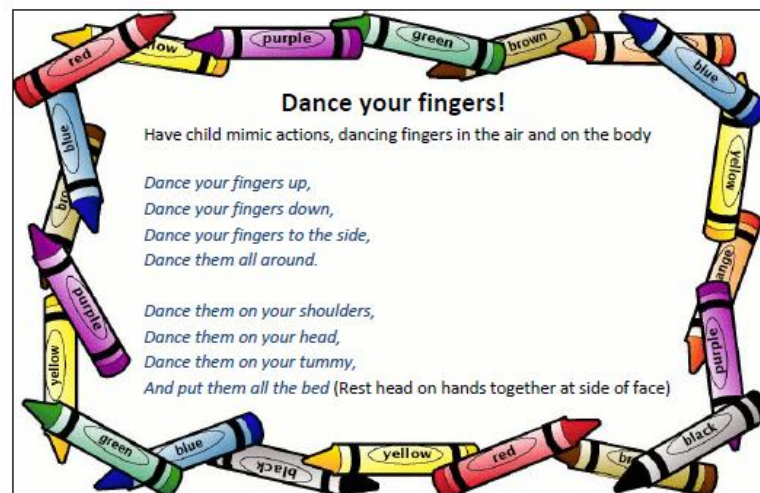 red
yellow
purple
green
brown
blue
Dance your fingers!
Have child mimic actions, dancing fingers in the air and on the body
Dance your fingers up,
Dance your fingers down,
Dance your fingers to the side,
Dance them all around.
Dance them on your shoulders,
Dance them on your head,
Dance them on your tummy,
And put them all the bed (Rest head on hands together at side of face)
blue
purple
yellow
green
blue
black
yellow
red
black
purple
yellow